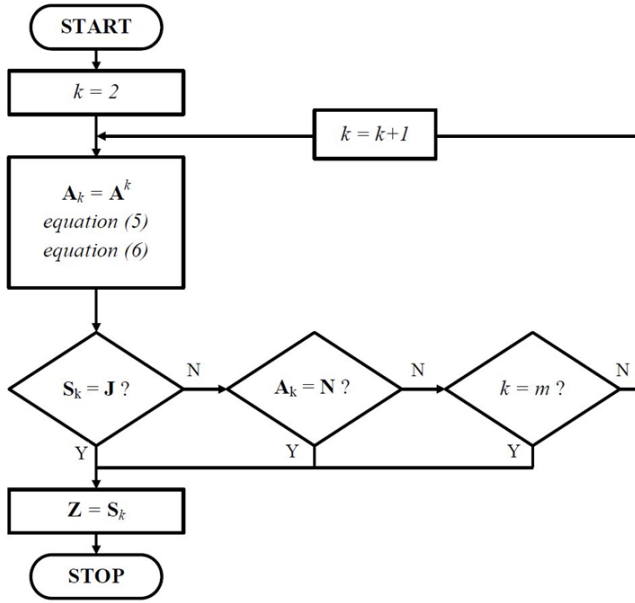 START
k = 2
k = k+1
Aₖ = Aᵏ
equation (5)
equation (6)
Sₖ = J ?
N
Aₖ = N ?
N
k = m ?
N
Y
Y
Y
Z = Sₖ
STOP